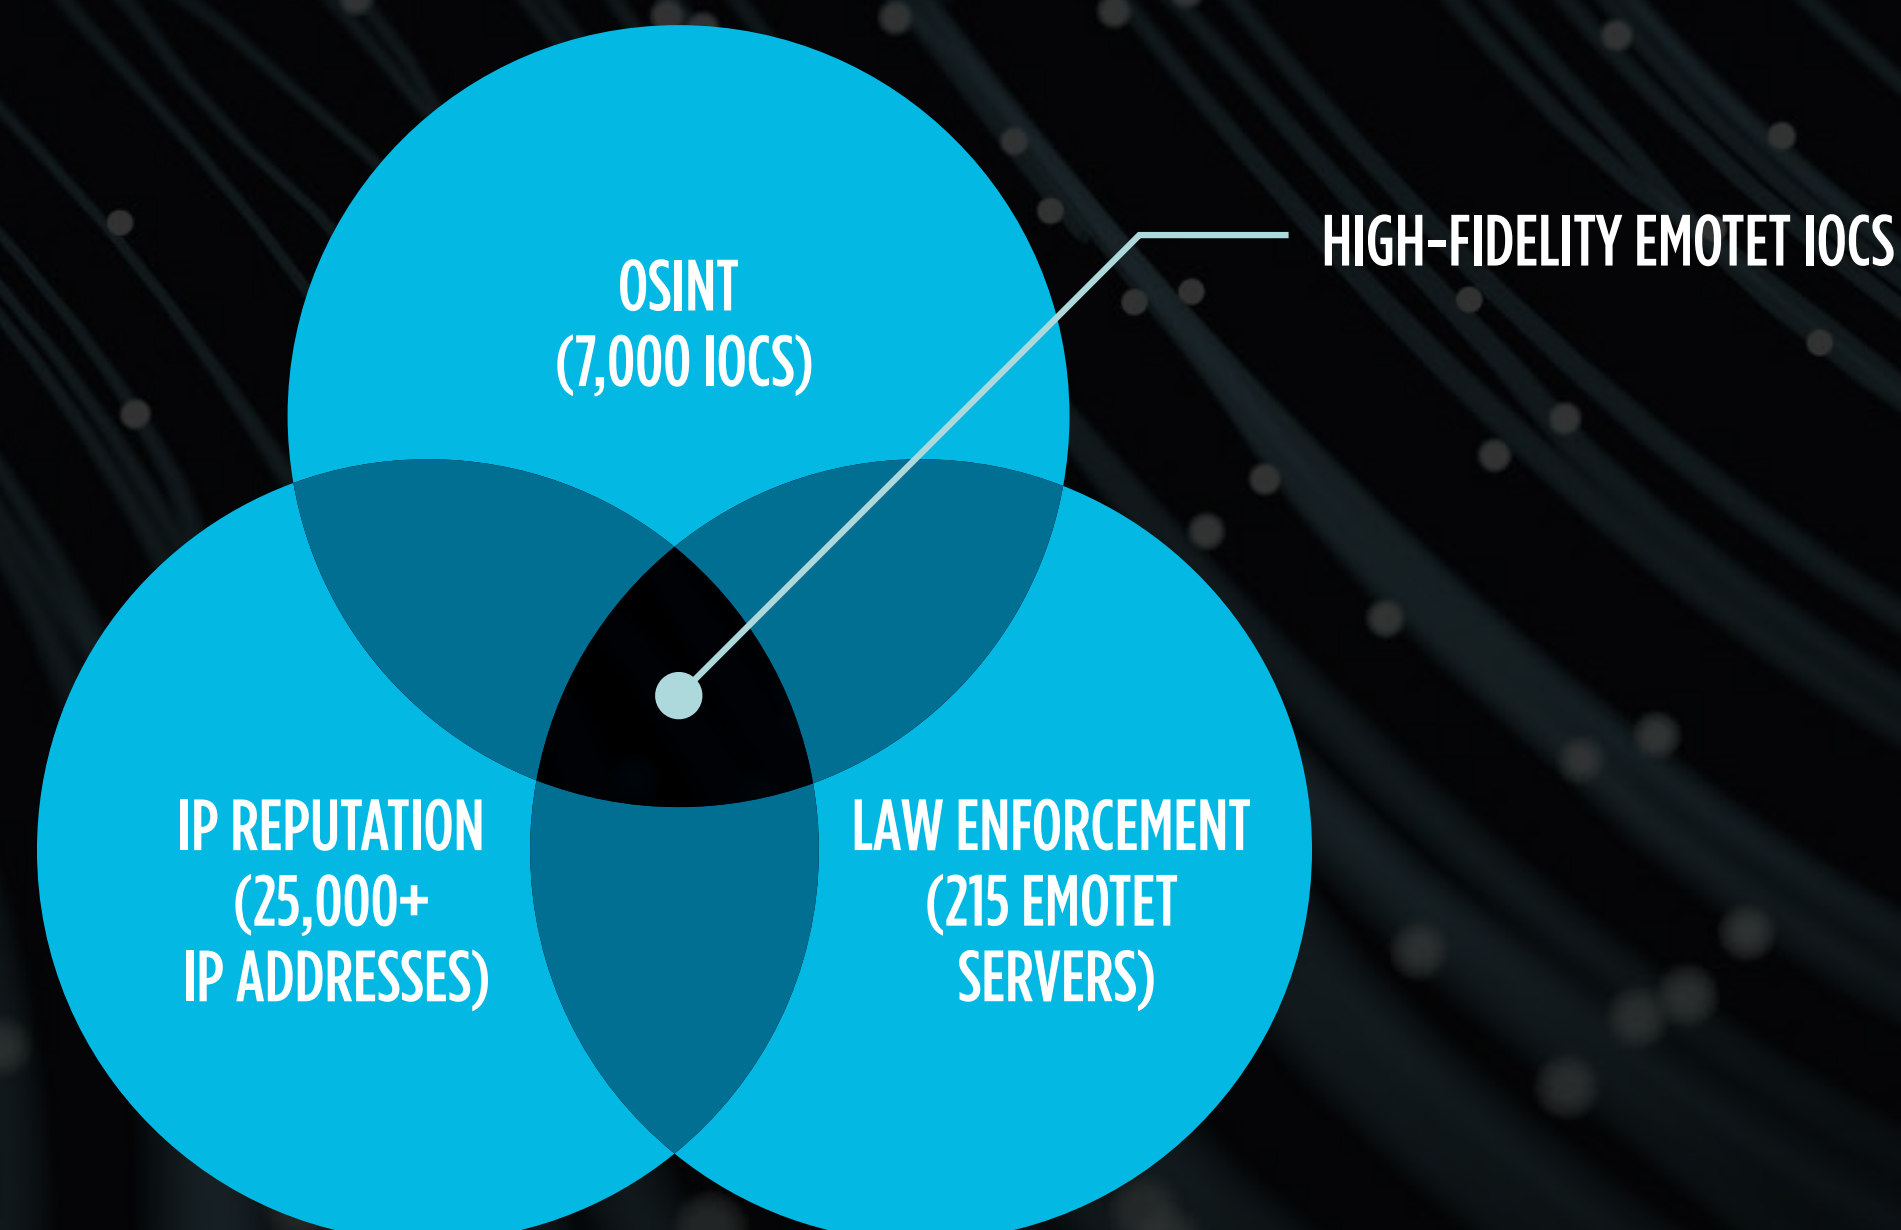 HIGH-FIDELITY EMOTET IOCS
OSINT
(7,000 IOCS)
IP REPUTATION
(25,000+
IP ADDRESSES)
LAW ENFORCEMENT
(215 EMOTET
SERVERS)